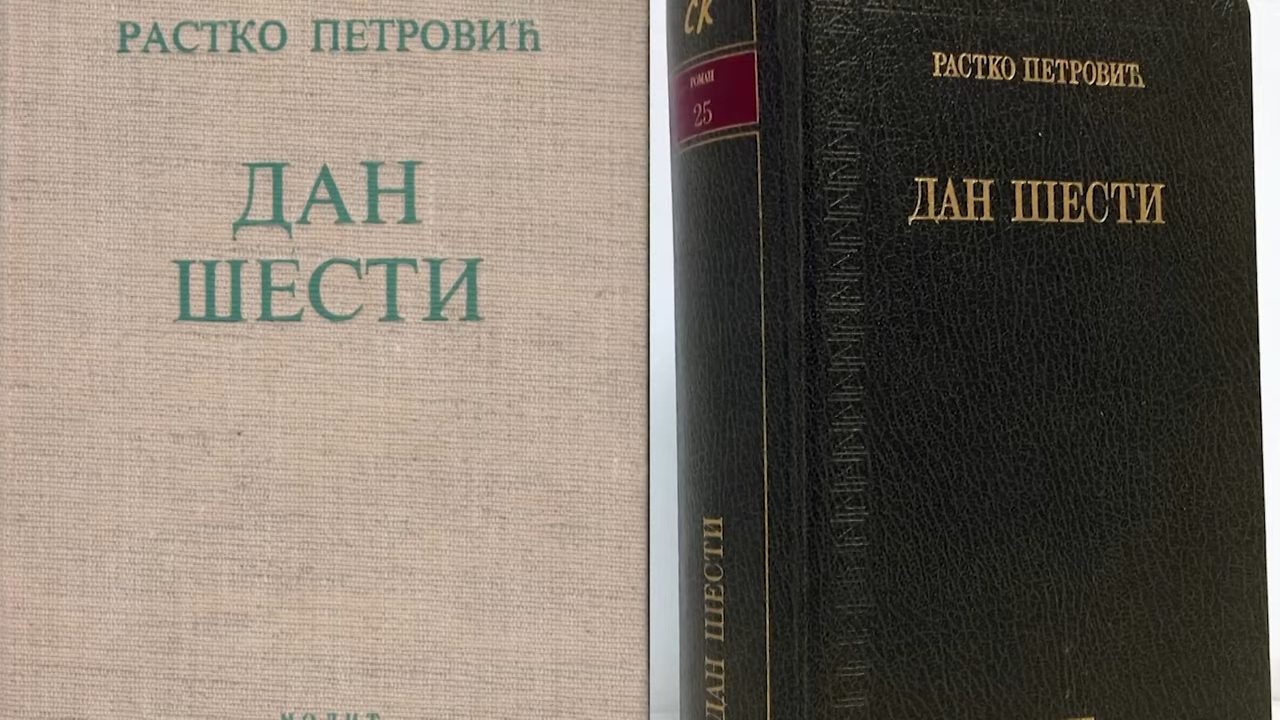 РАСТКО ПЕТРОВИЋ
ДАН
ШЕСТИ
СК
РОМАН
25
ДАН ШЕСТИ
РАСТКО ПЕТРОВИЋ
ДАН ШЕСТИ